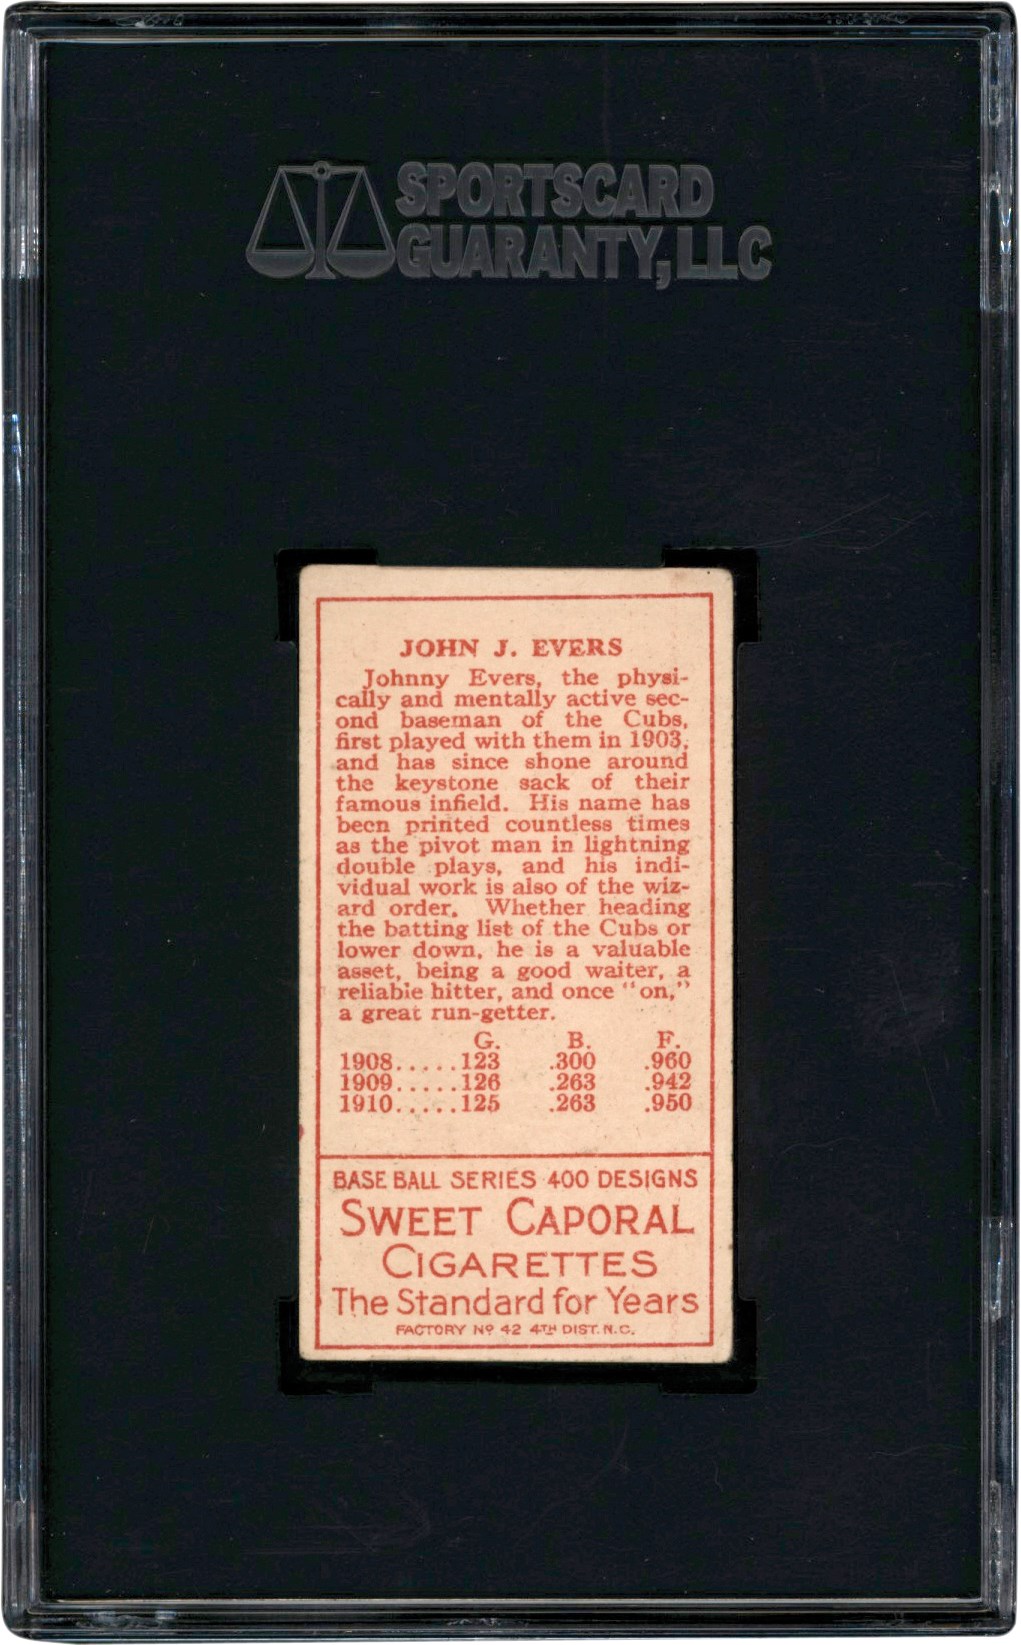 SPORTSCARD
GUARANTY, LLC
JOHN J. EVERS
Johnny Evers, the physi-
cally and mentally active sec-
ond baseman of the Cubs,
first played with them in 1903,
and has since shone around
the keystone sack of their
famous infield. His name has
been printed countless times
as the pivot man in lightning
double plays, and his indi-
vidual work is also of the wiz-
ard order. Whether heading
the batting list of the Cubs or
lower down, he is a valuable
asset, being a good waiter, a
reliable hitter, and once "on,"
a great run-getter.
G. B. F.
1908.....123 .300 .960
1909.....126 .263 .942
1910.....125 .263 .950
BASE BALL SERIES 400 DESIGNS
SWEET CAPORAL
CIGARETTES
The Standard for Years
FACTORY No 42 4TH DIST. N.C.